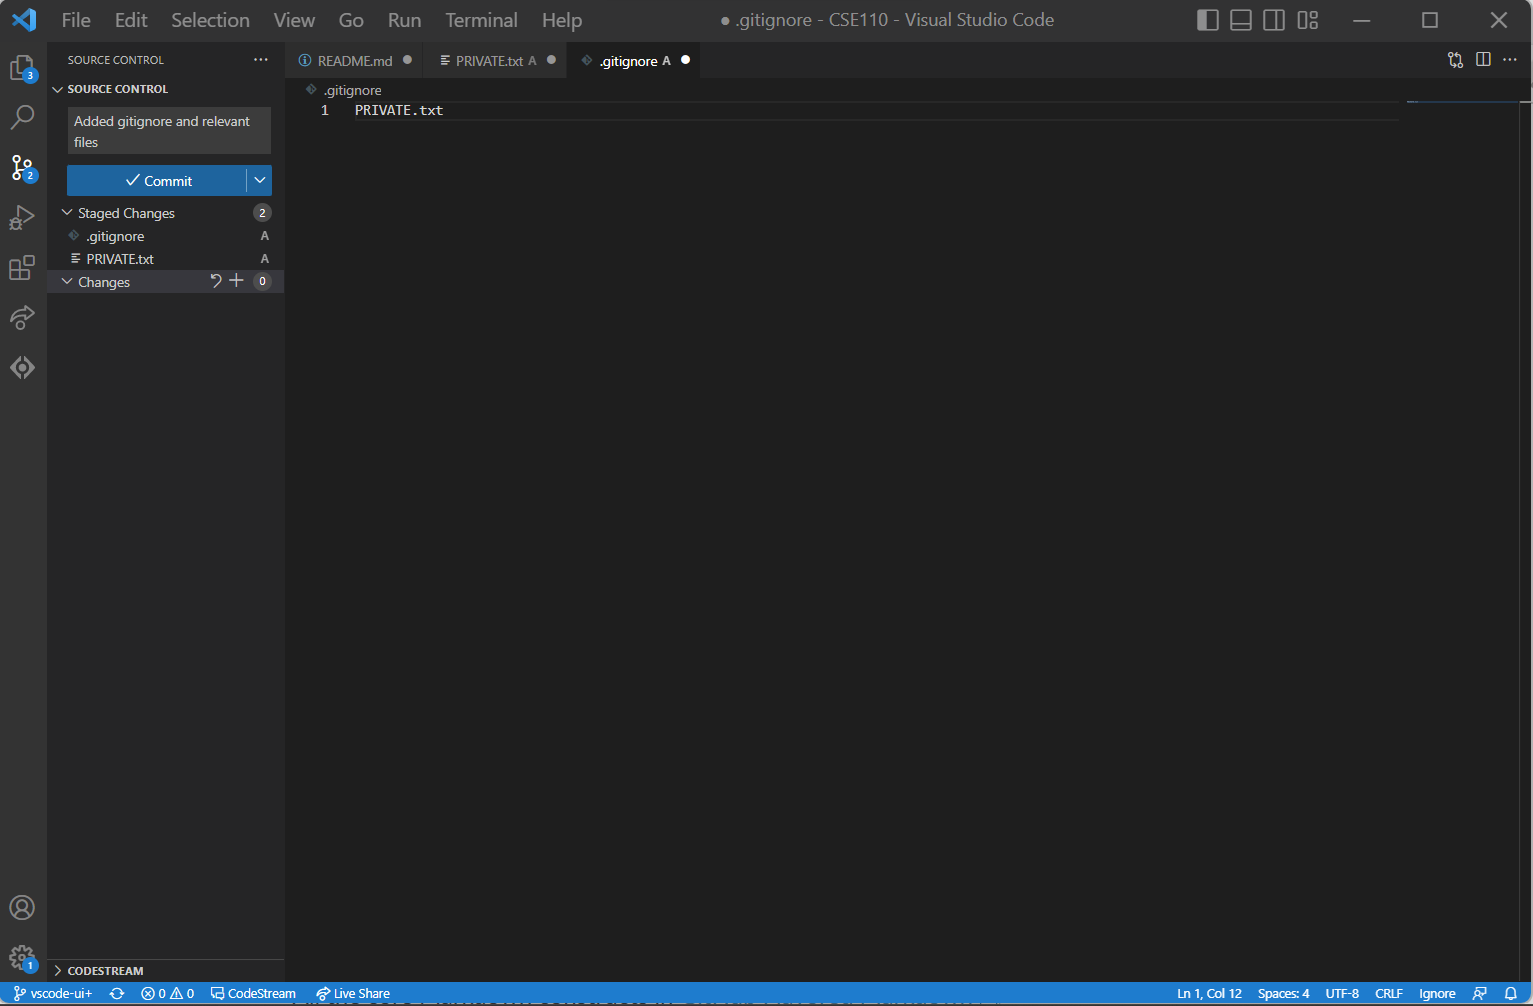 File Edit Selection View Go Run Terminal Help ● .gitignore - CSE110 - Visual Studio Code
SOURCE CONTROL ···
README.md ● PRIVATE.txt A ● .gitignore A ●
3
SOURCE CONTROL
.gitignore
Added gitignore and relevant
files
1 PRIVATE.txt
2
Commit
Staged Changes 2
.gitignore A
PRIVATE.txt A
Changes 0
1
CODESTREAM
vscode-ui+ 0 0 CodeStream Live Share Ln 1, Col 12 Spaces: 4 UTF-8 CRLF Ignore